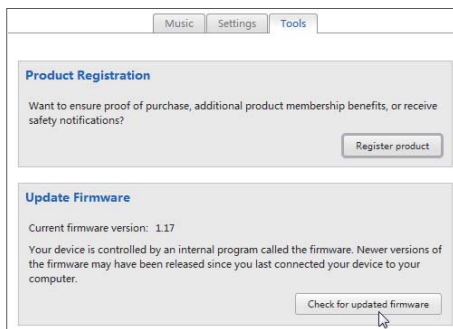 Music Settings Tools
Product Registration
Want to ensure proof of purchase, additional product membership benefits, or receive
safety notifications?
Register product
Update Firmware
Current firmware version: 1.17
Your device is controlled by an internal program called the firmware. Newer versions of
the firmware may have been released since you last connected your device to your
computer.
Check for updated firmware